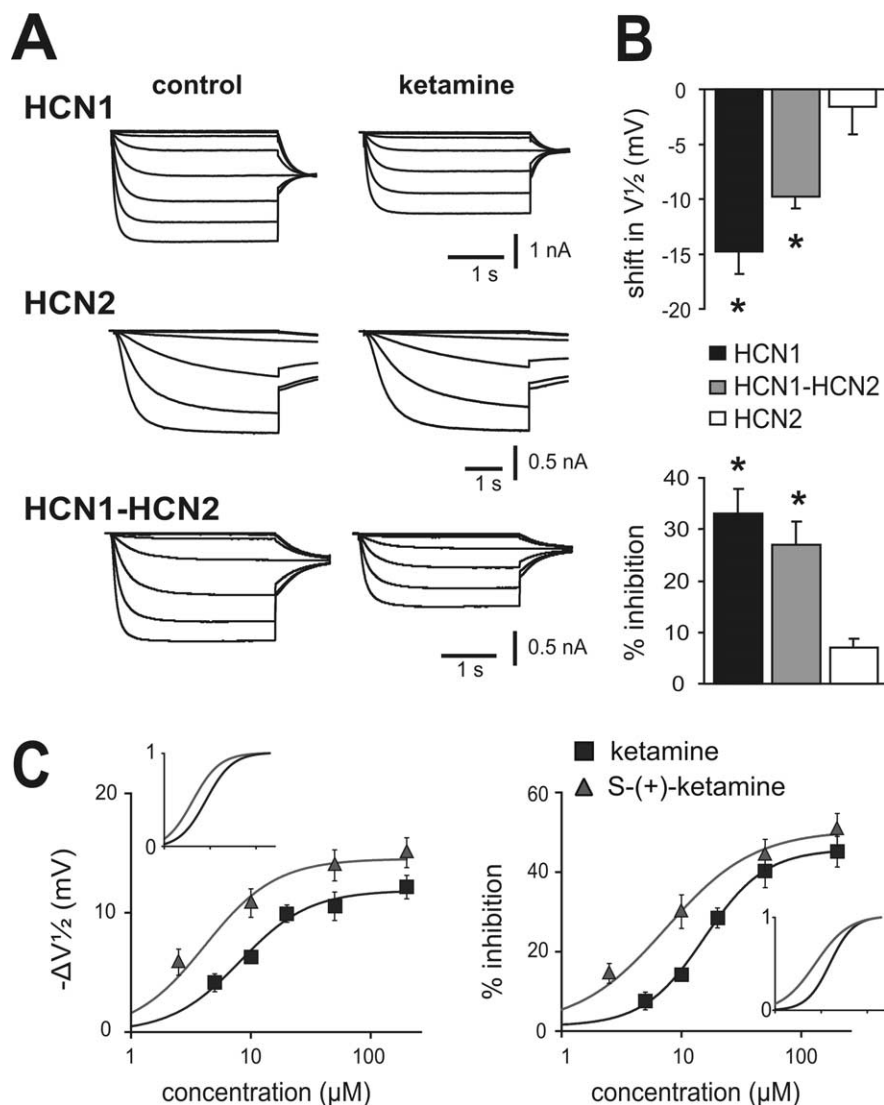 A
control
ketamine
HCN1
1 s
1 nA
HCN2
1 s
0.5 nA
HCN1-HCN2
1 s
0.5 nA
B
shift in V½ (mV)
0
-5
-10
-15
-20
*
*
HCN1
HCN1-HCN2
HCN2
% inhibition
40
30
20
10
0
*
*
C
-ΔV½ (mV)
20
10
0
1
0
1
10
100
concentration (µM)
ketamine
S-(+)-ketamine
% inhibition
60
40
20
0
1
0
1
10
100
concentration (µM)